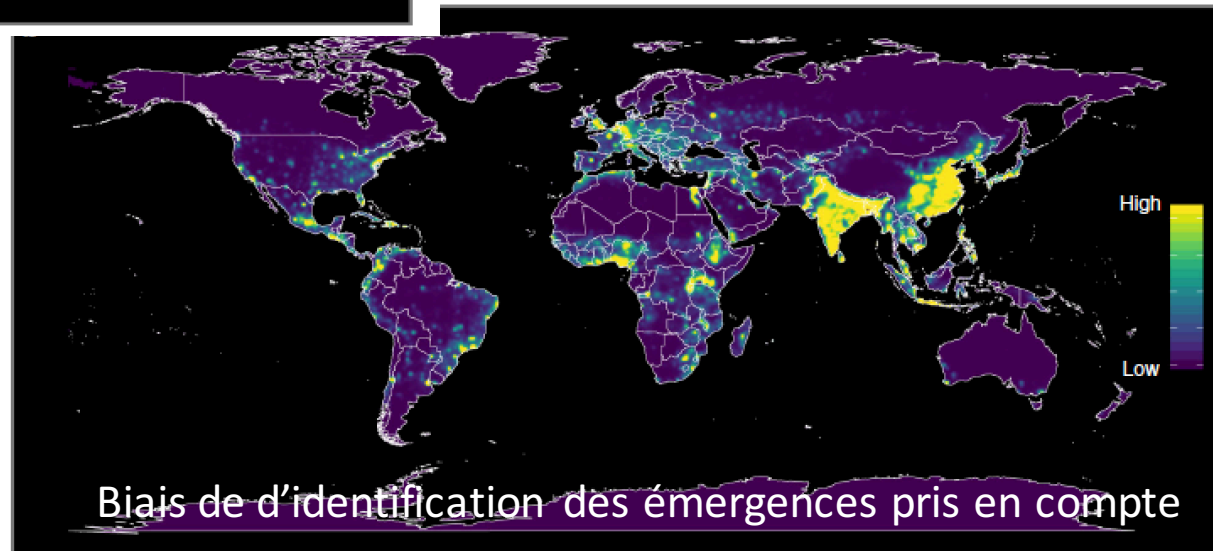 High
Low
Biais de d'identification des émergences pris en compte